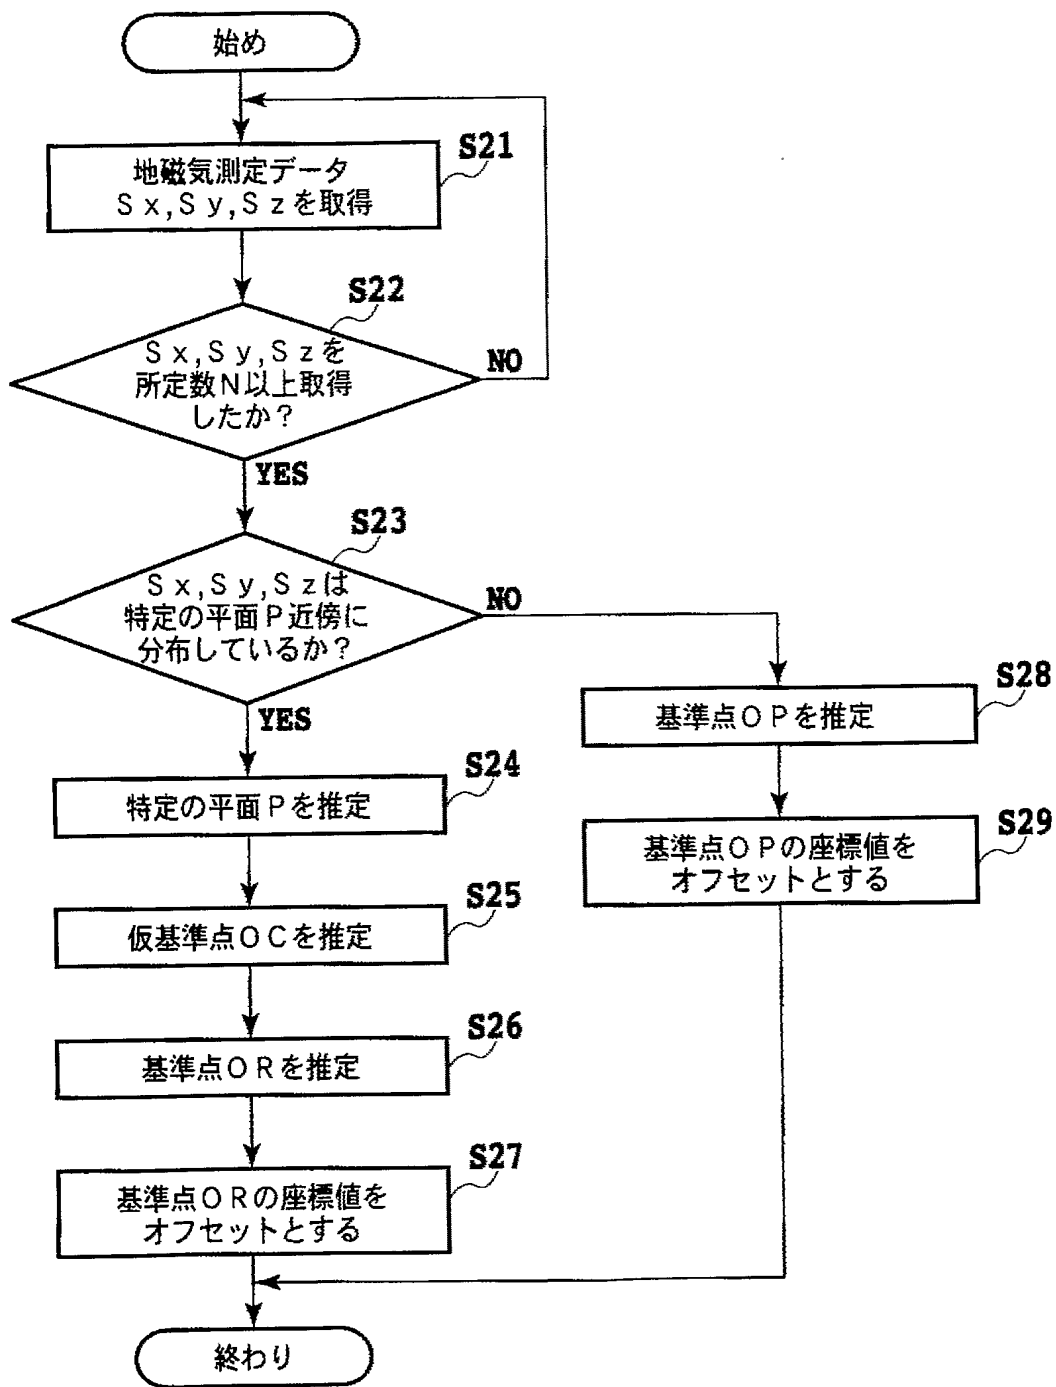 始め
S21
地磁気測定データ
Ｓｘ,Ｓｙ,Ｓｚを取得
S22
Ｓｘ,Ｓｙ,Ｓｚを
所定数Ｎ以上取得
したか？
NO
YES
S23
Ｓｘ,Ｓｙ,Ｓｚは
特定の平面Ｐ近傍に
分布しているか？
NO
YES
S24
特定の平面Ｐを推定
S25
仮基準点ＯＣを推定
S26
基準点ＯＲを推定
S27
基準点ＯＲの座標値を
オフセットとする
S28
基準点ＯＰを推定
S29
基準点ＯＰの座標値を
オフセットとする
終わり